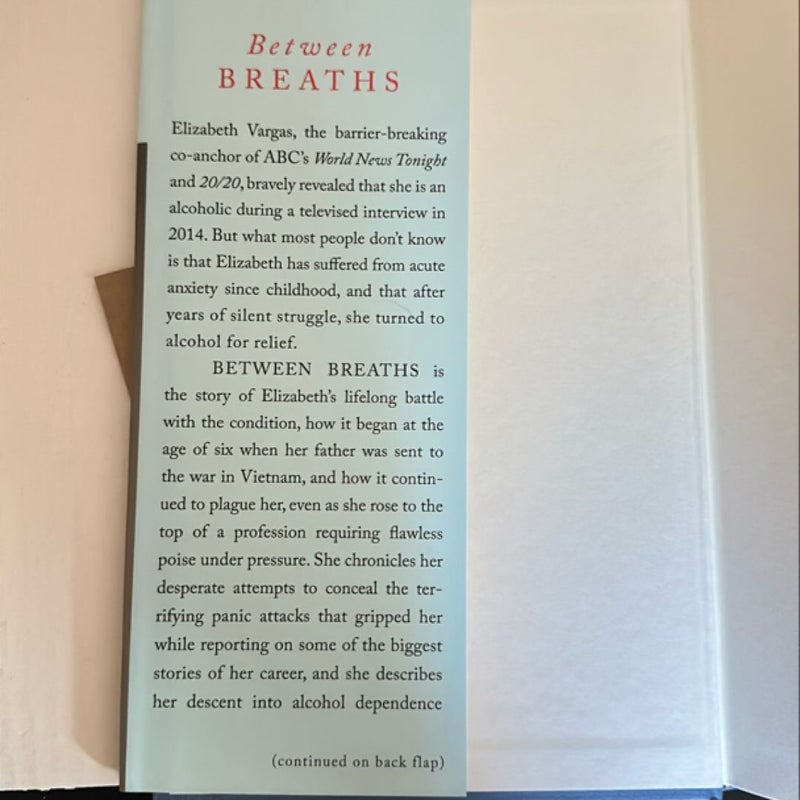 Between
BREATHS
Elizabeth Vargas, the barrier-breaking
co-anchor of ABC's World News Tonight
and 20/20, bravely revealed that she is an
alcoholic during a televised interview in
2014. But what most people don't know
is that Elizabeth has suffered from acute
anxiety since childhood, and that after
years of silent struggle, she turned to
alcohol for relief.
BETWEEN BREATHS is
the story of Elizabeth's lifelong battle
with the condition, how it began at the
age of six when her father was sent to
the war in Vietnam, and how it contin-
ued to plague her, even as she rose to the
top of a profession requiring flawless
poise under pressure. She chronicles her
desperate attempts to conceal the ter-
rifying panic attacks that gripped her
while reporting on some of the biggest
stories of her career, and she describes
her descent into alcohol dependence
(continued on back flap)